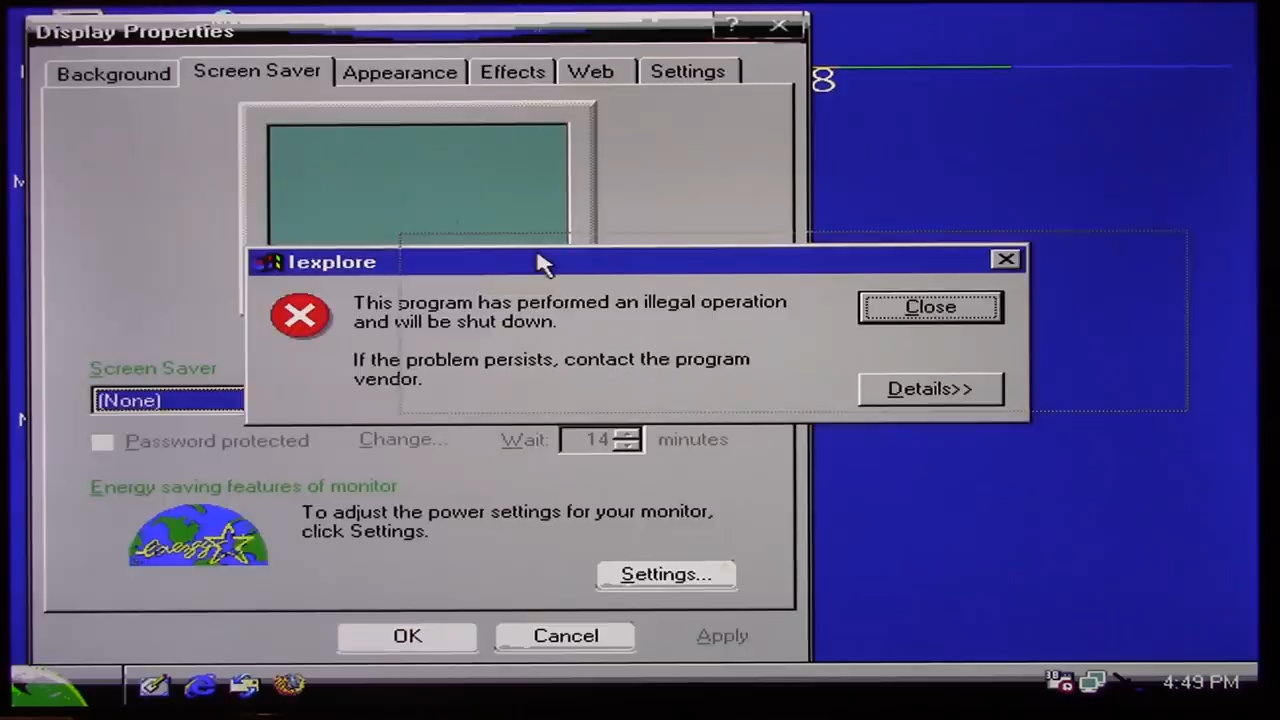 Display Properties
Background Screen Saver Appearance Effects Web Settings
8
Iexplore
This program has performed an illegal operation
and will be shut down.
If the problem persists, contact the program
vendor.
Close
Details>>
Screen Saver
(None)
Password protected Change... Wait: 14 minutes
Energy saving features of monitor
energy
To adjust the power settings for your monitor,
click Settings.
Settings...
OK Cancel Apply
4:49 PM